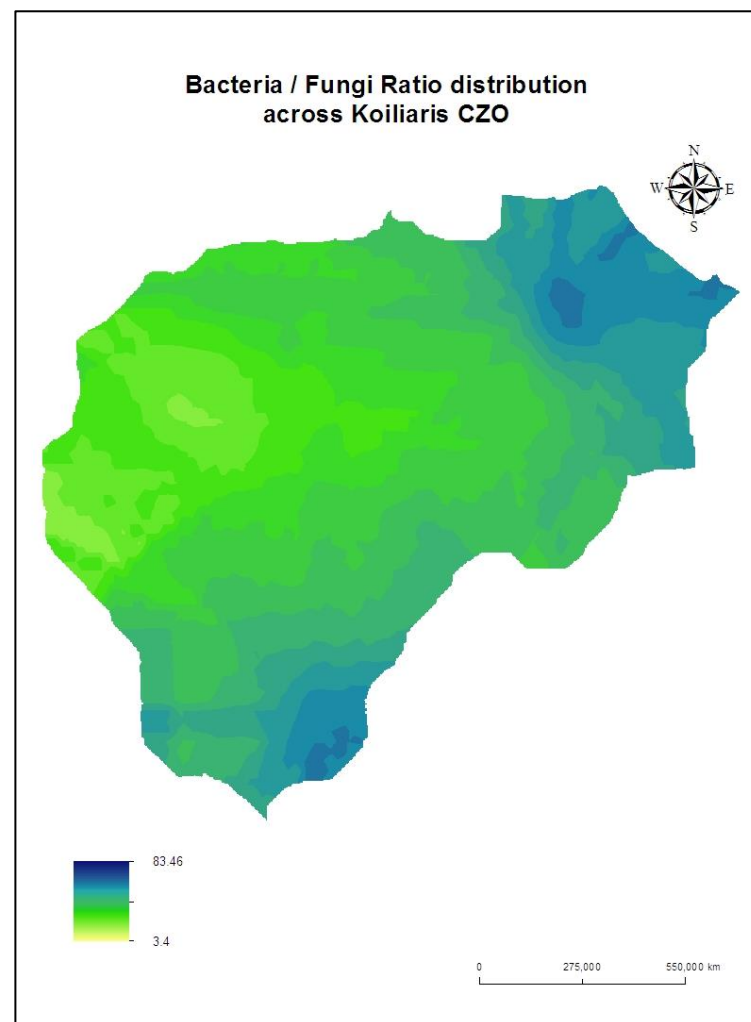 Bacteria / Fungi Ratio distribution
across Koiliaris CZO
N
W E
S
83.46
3.4
0 275,000 550,000 km